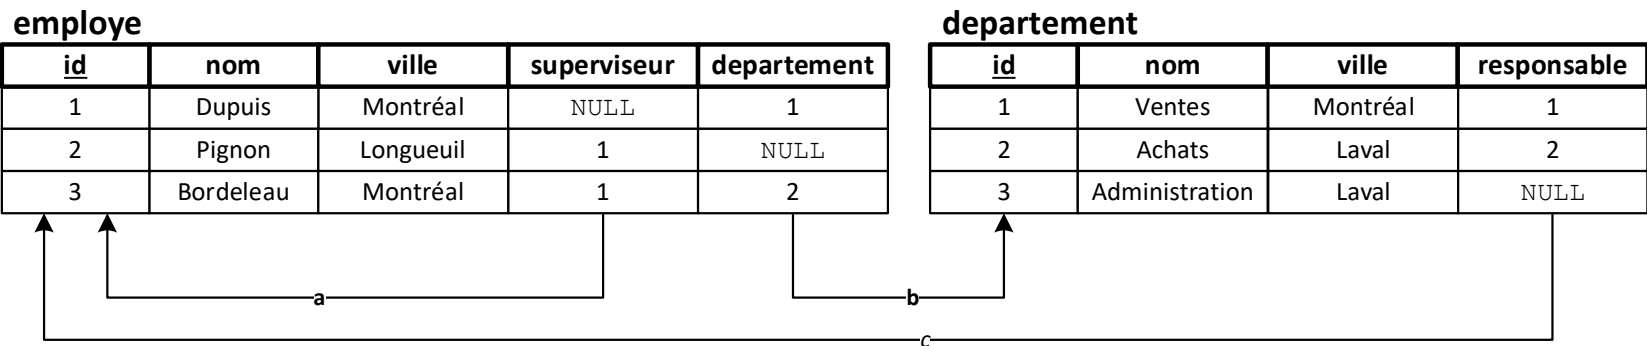 employe departement
id nom ville superviseur departement id nom ville responsable
1 Dupuis Montréal NULL 1 1 Ventes Montréal 1
2 Pignon Longueuil 1 NULL 2 Achats Laval 2
3 Bordeleau Montréal 1 2 3 Administration Laval NULL
a b
c